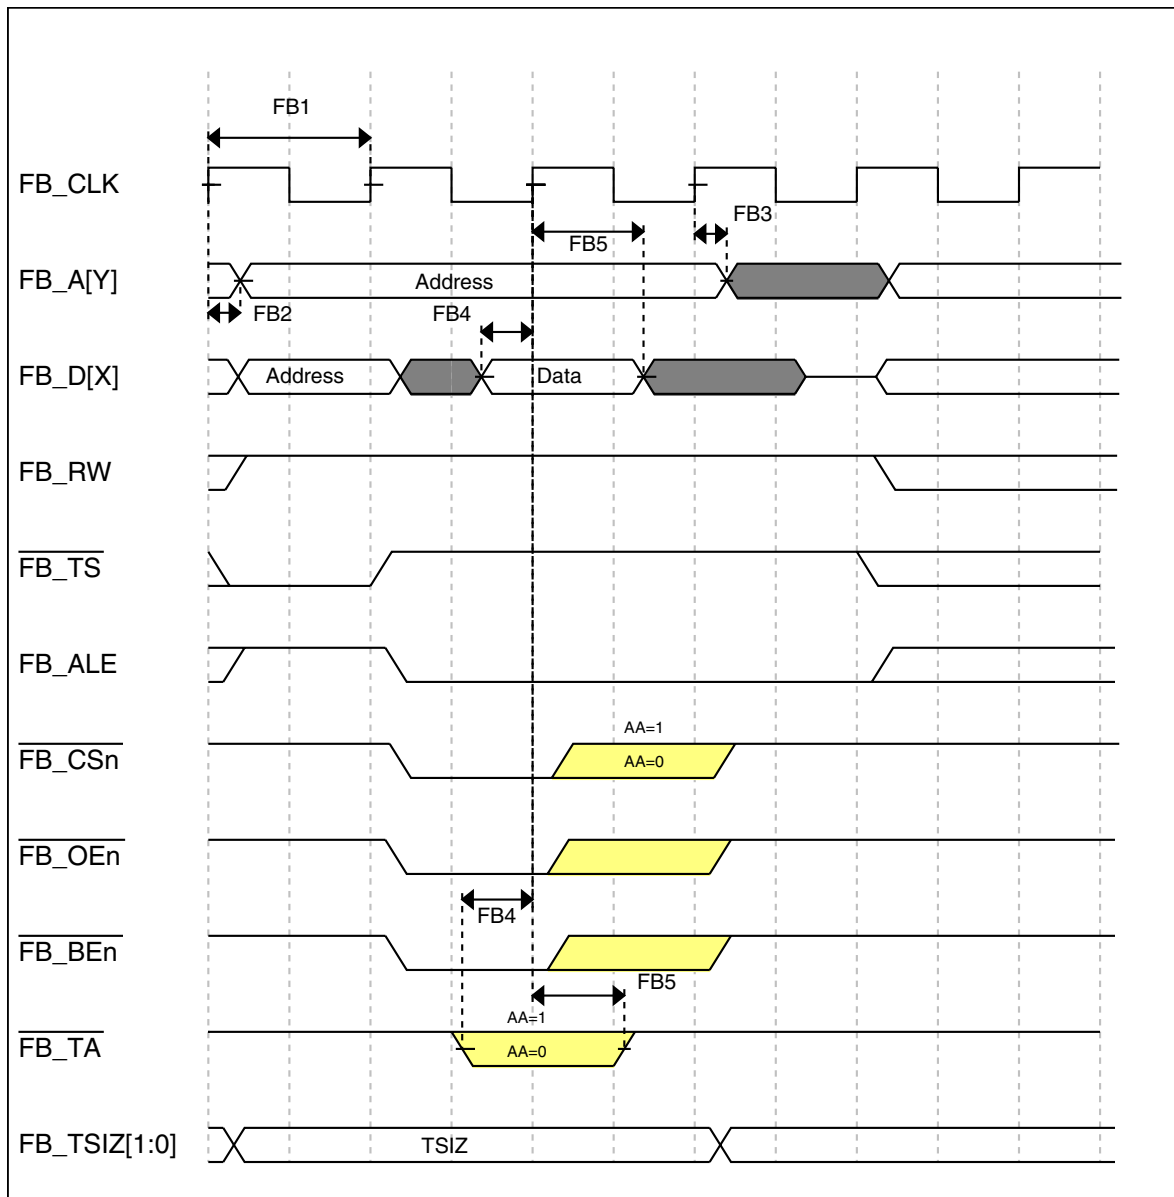 FB1
FB_CLK
FB3
FB5
FB_A[Y]
Address
FB2
FB4
FB_D[X]
Address
Data
FB_RW
FB_TS
FB_ALE
AA=1
FB_CSn
AA=0
FB_OEn
FB4
FB_BEn
FB5
AA=1
FB_TA
AA=0
FB_TSIZ[1:0]
TSIZ